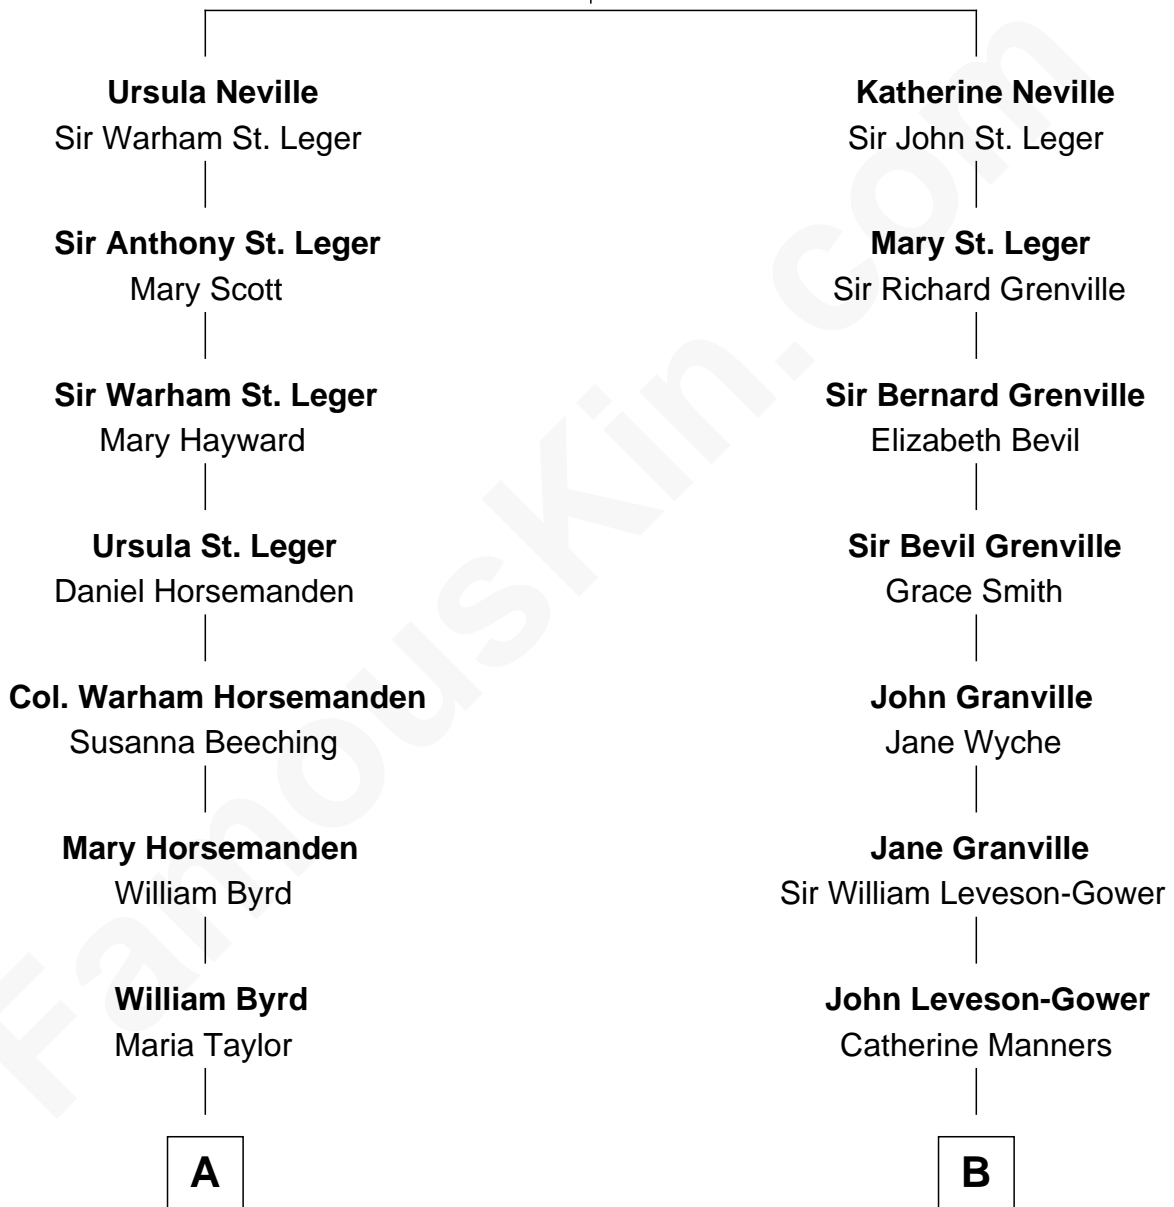 Ursula Neville
Sir Warham St. Leger
Sir Anthony St. Leger
Mary Scott
Sir Warham St. Leger
Mary Hayward
Ursula St. Leger
Daniel Horsemanden
Col. Warham Horsemanden
Susanna Beeching
Mary Horsemanden
William Byrd
William Byrd
Maria Taylor
A
Katherine Neville
Sir John St. Leger
Mary St. Leger
Sir Richard Grenville
Sir Bernard Grenville
Elizabeth Bevil
Sir Bevil Grenville
Grace Smith
John Granville
Jane Wyche
Jane Granville
Sir William Leveson-Gower
John Leveson-Gower
Catherine Manners
B
FamousKin.com